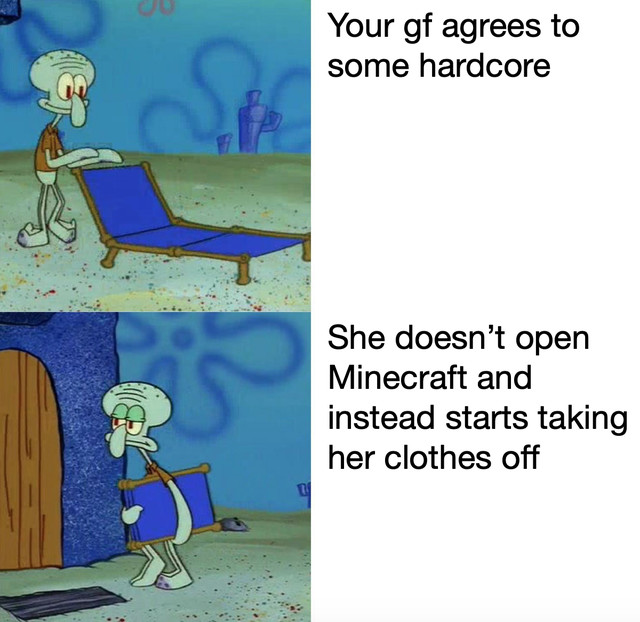 Your gf agrees to
some hardcore
She doesn’t open
Minecraft and
instead starts taking
her clothes off